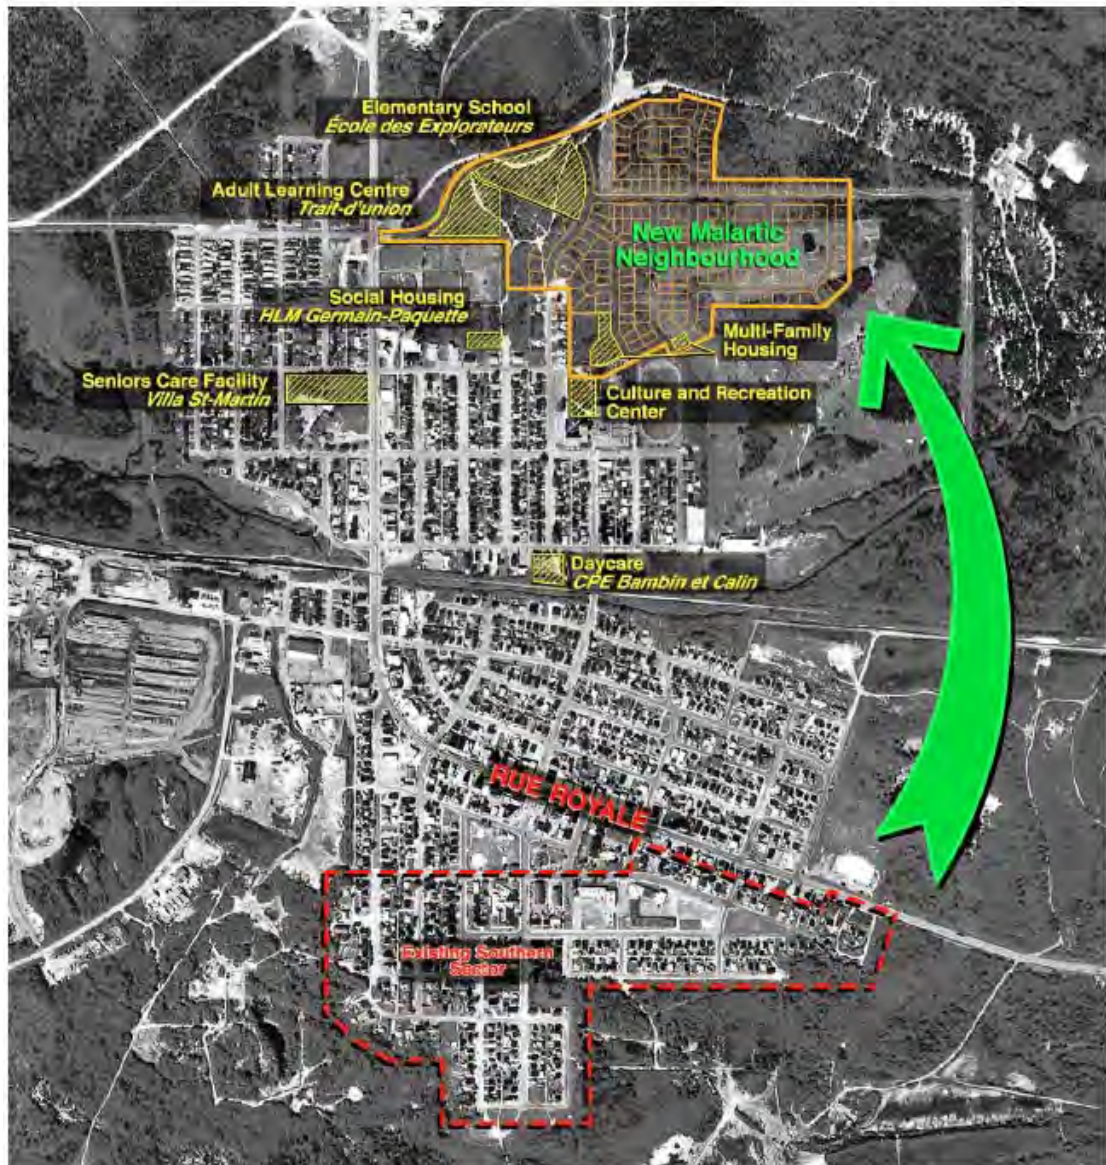 Elementary School
École des Explorateurs
Adult Learning Centre
Trait-d'union
New Malartic
Neighbourhood
Social Housing
HLM Germain-Paquette
Multi-Family
Housing
Seniors Care Facility
Villa St-Martin
Culture and Recreation
Center
Daycare
CPE Bambin et Calin
RUE ROYALE
Existing Southern
Sector